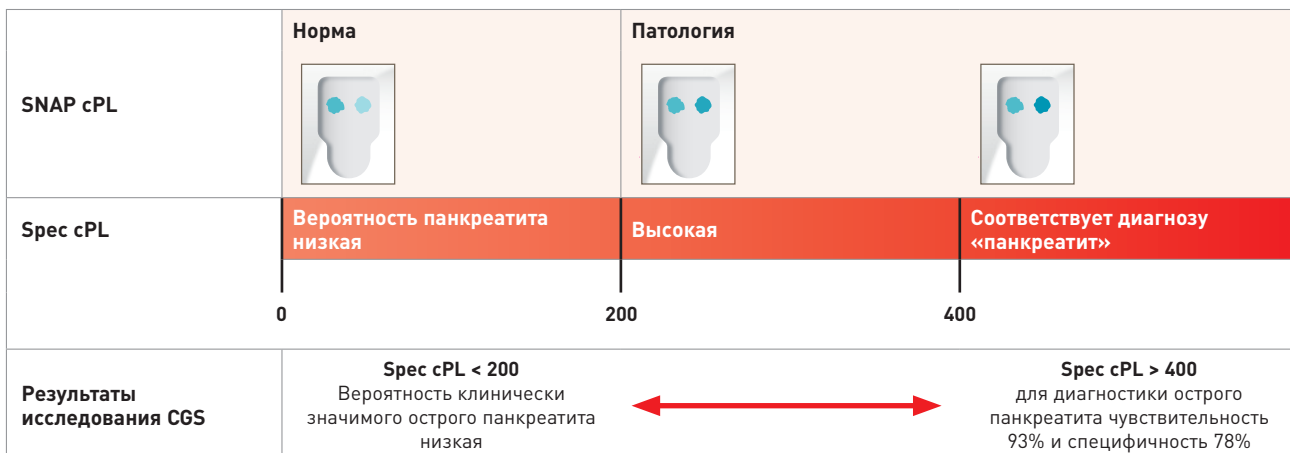 Норма
Патология
SNAP cPL
Spec cPL
Вероятность панкреатита
низкая
Высокая
Соответствует диагнозу
«панкреатит»
0
200
400
Результаты
исследования CGS
Spec cPL < 200
Вероятность клинически
значимого острого панкреатита
низкая
Spec cPL > 400
для диагностики острого
панкреатита чувствительность
93% и специфичность 78%